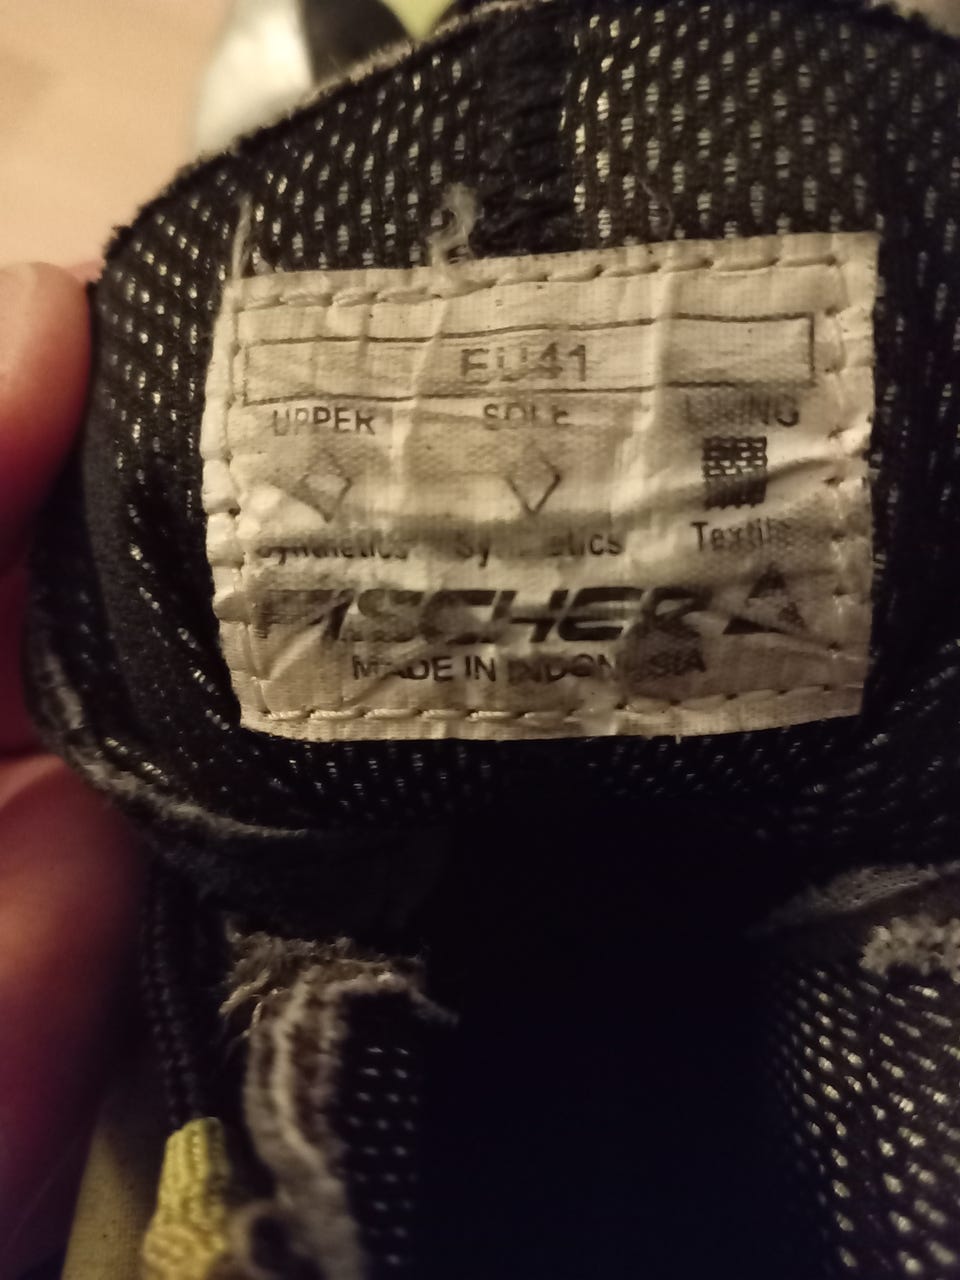 EU41
UPPER SOLE LINING
Synthetics Synthetics Textile
FISCHER
MADE IN INDONESIA